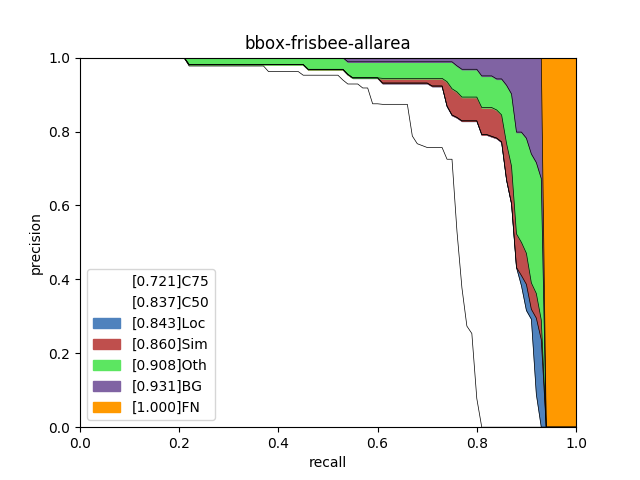 bbox-frisbee-allarea
1.0
0.8
0.6
0.4
0.2
0.0
precision
[0.721]C75
[0.837]C50
[0.843]Loc
[0.860]Sim
[0.908]Oth
[0.931]BG
[1.000]FN
0.0 0.2 0.4 0.6 0.8 1.0
recall